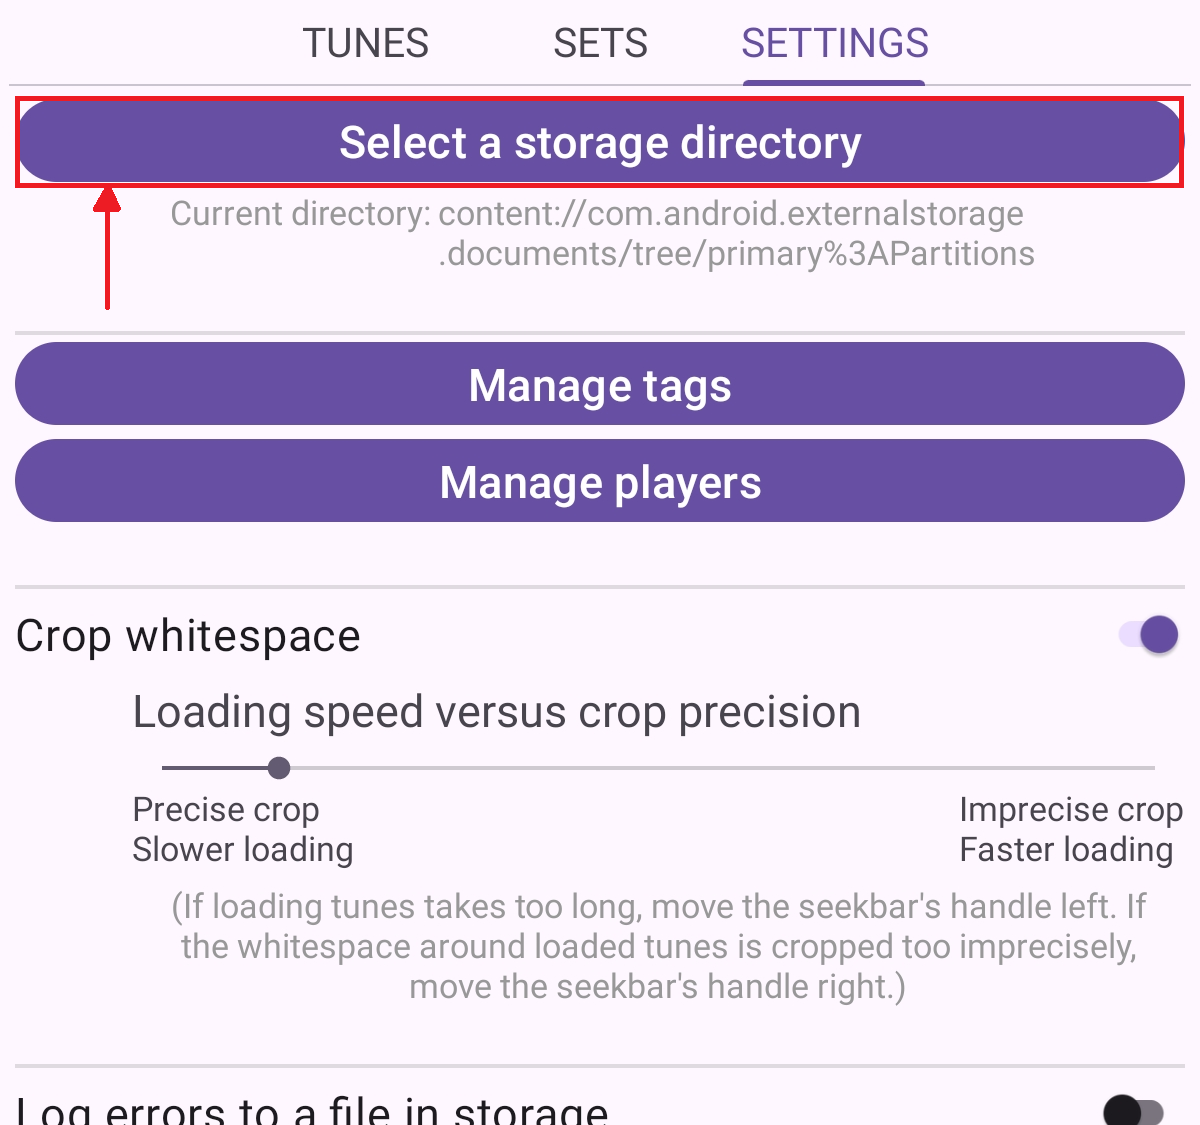 TUNES SETS SETTINGS
Select a storage directory
Current directory: content://com.android.externalstorage
.documents/tree/primary%3APartitions
Manage tags
Manage players
Crop whitespace
Loading speed versus crop precision
Precise crop Imprecise crop
Slower loading Faster loading
(If loading tunes takes too long, move the seekbar's handle left. If
the whitespace around loaded tunes is cropped too imprecisely,
move the seekbar's handle right.)
Log errors to a file in storage